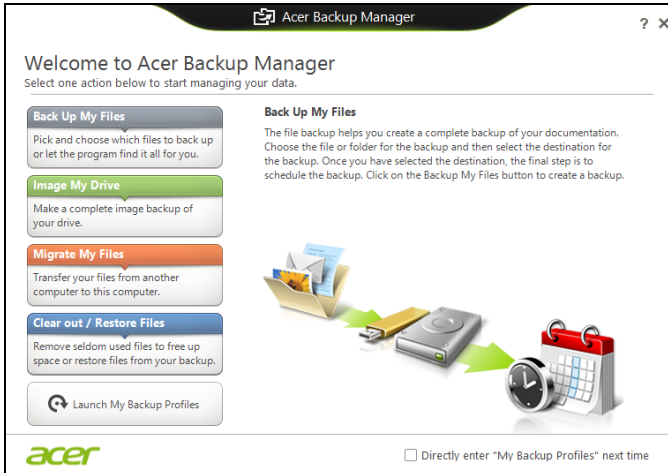 Acer Backup Manager
? X
Welcome to Acer Backup Manager
Select one action below to start managing your data.
Back Up My Files
Pick and choose which files to back up
or let the program find it all for you.
Image My Drive
Make a complete image backup of
your drive.
Migrate My Files
Transfer your files from another
computer to this computer.
Clear out / Restore Files
Remove seldom used files to free up
space or restore files from your backup.
Launch My Backup Profiles
Back Up My Files
The file backup helps you create a complete backup of your documentation.
Choose the file or folder for the backup and then select the destination for
the backup. Once you have selected the destination, the final step is to
schedule the backup. Click on the Backup My Files button to create a backup.
acer
Directly enter "My Backup Profiles" next time